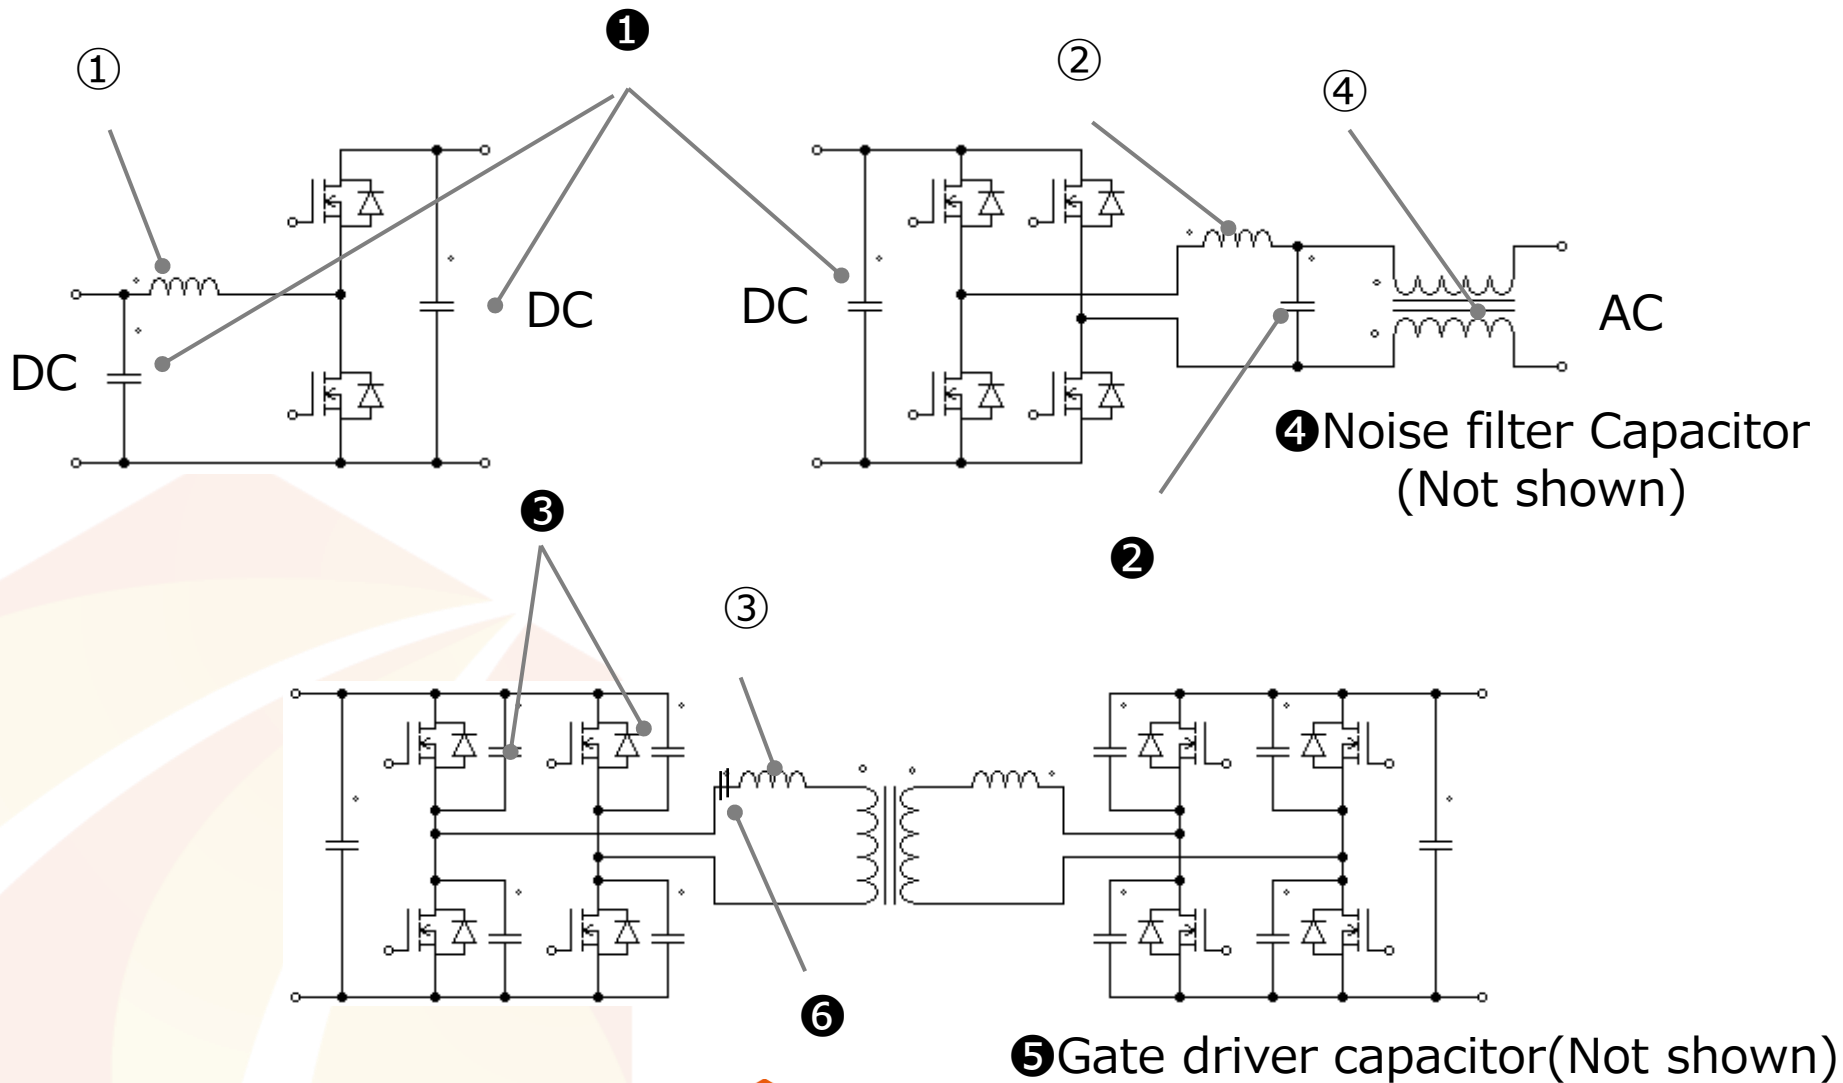 ❶
①
②
④
DC
DC
DC
AC
❹Noise filter Capacitor
(Not shown)
❸
❷
③
❻
❺Gate driver capacitor(Not shown)